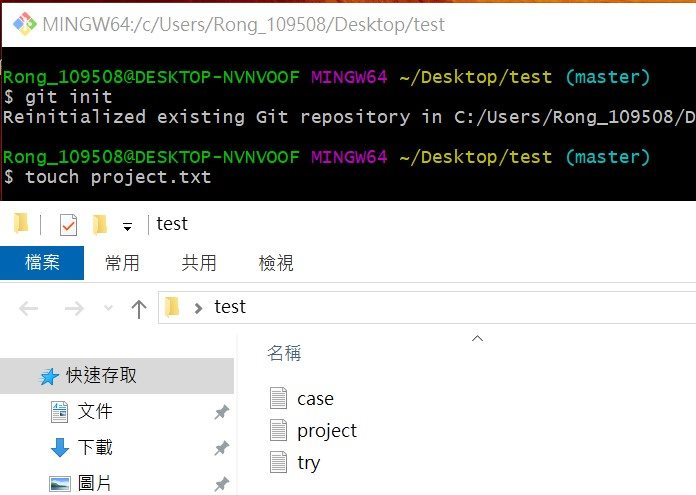 MINGW64:/c/Users/Rong_109508/Desktop/test
Rong_109508@DESKTOP-NVNVOOF MINGW64 ~/Desktop/test (master)
$ git init
Reinitialized existing Git repository in C:/Users/Rong_109508/D
Rong_109508@DESKTOP-NVNVOOF MINGW64 ~/Desktop/test (master)
$ touch project.txt
test
檔案 常用 共用 檢視
test
名稱
快速存取
case
文件
project
下載
try
圖片